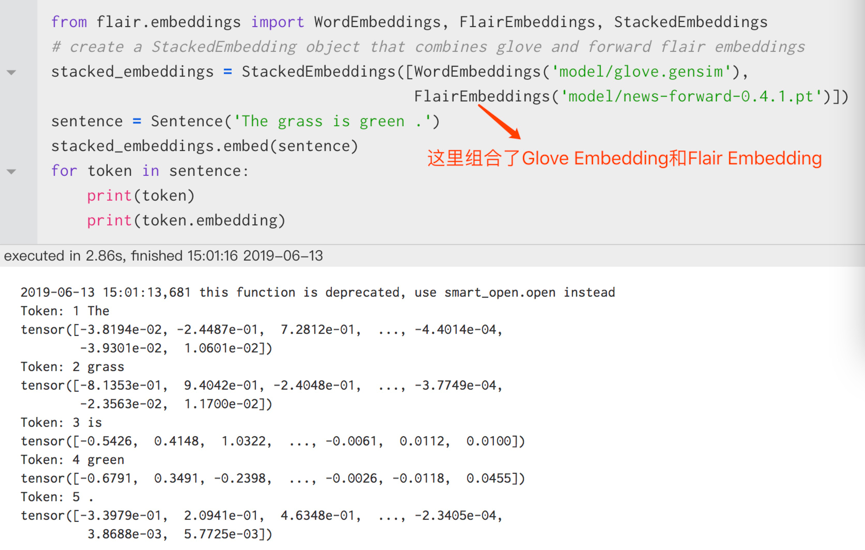 from flair.embeddings import WordEmbeddings, FlairEmbeddings, StackedEmbeddings
# create a StackedEmbedding object that combines glove and forward flair embeddings
stacked_embeddings = StackedEmbeddings([WordEmbeddings('model/glove.gensim'),
FlairEmbeddings('model/news-forward-0.4.1.pt')])
sentence = Sentence('The grass is green .')
stacked_embeddings.embed(sentence)
这里组合了Glove Embedding和Flair Embedding
for token in sentence:
print(token)
print(token.embedding)
executed in 2.86s, finished 15:01:16 2019-06-13
2019-06-13 15:01:13,681 this function is deprecated, use smart_open.open instead
Token: 1 The
tensor([-3.8194e-02, -2.4487e-01,  7.2812e-01,  ..., -4.4014e-04,
-3.9301e-02,  1.0601e-02])
Token: 2 grass
tensor([-8.1353e-01,  9.4042e-01, -2.4048e-01,  ..., -3.7749e-04,
-2.3563e-02,  1.1700e-02])
Token: 3 is
tensor([-0.5426,  0.4148,  1.0322,  ..., -0.0061,  0.0112,  0.0100])
Token: 4 green
tensor([-0.6791,  0.3491, -0.2398,  ..., -0.0026, -0.0118,  0.0455])
Token: 5 .
tensor([-3.3979e-01,  2.0941e-01,  4.6348e-01,  ..., -2.3405e-04,
3.8688e-03,  5.7725e-03])